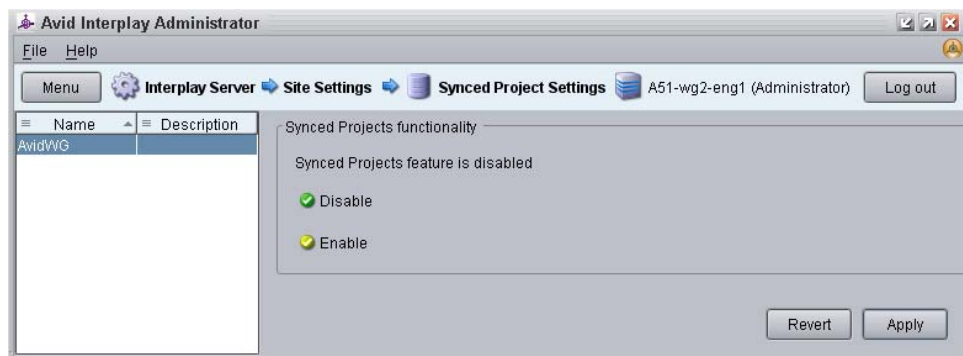 Avid Interplay Administrator
File Help
Menu Interplay Server Site Settings Synced Project Settings A51-wg2-eng1 (Administrator) Log out
Name Description
AvidWG
Synced Projects functionality
Synced Projects feature is disabled
Disable
Enable
Revert Apply